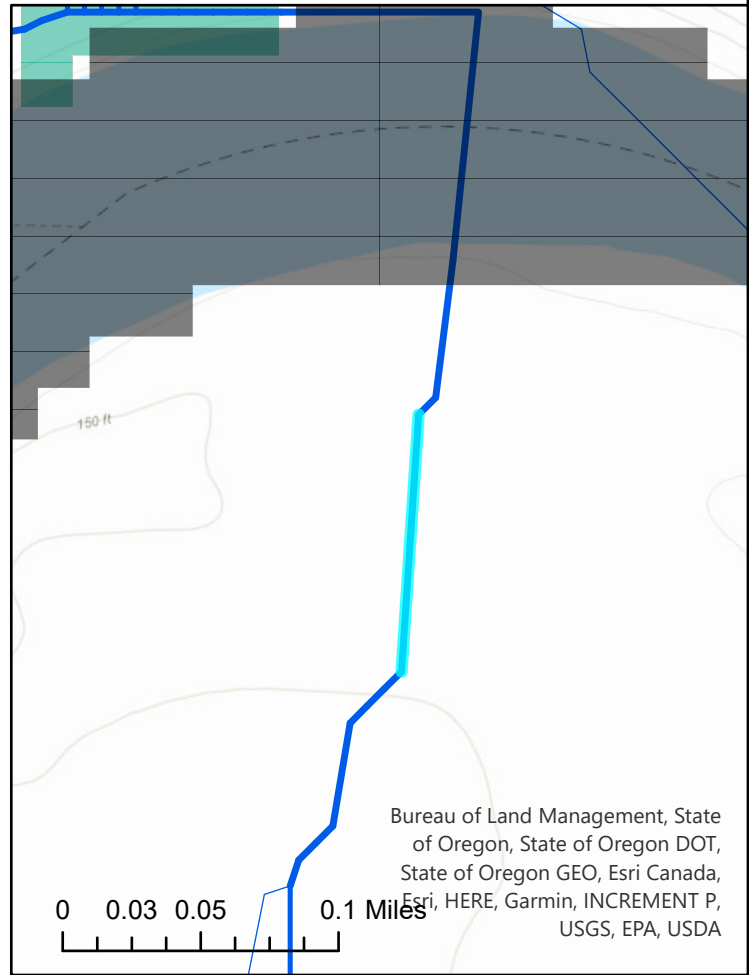 150 ft
Bureau of Land Management, State
of Oregon, State of Oregon DOT,
State of Oregon GEO, Esri Canada,
Esri, HERE, Garmin, INCREMENT P,
USGS, EPA, USDA
0 0.03 0.05 0.1 Miles